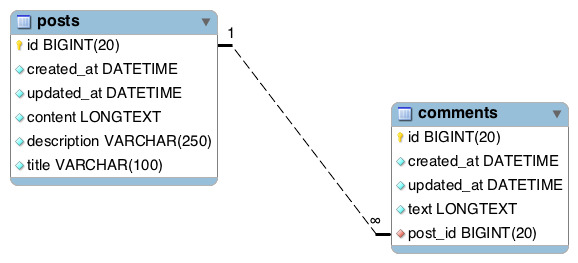 posts
id BIGINT(20)
created_at DATETIME
updated_at DATETIME
content LONGTEXT
description VARCHAR(250)
title VARCHAR(100)
1
∞
comments
id BIGINT(20)
created_at DATETIME
updated_at DATETIME
text LONGTEXT
post_id BIGINT(20)